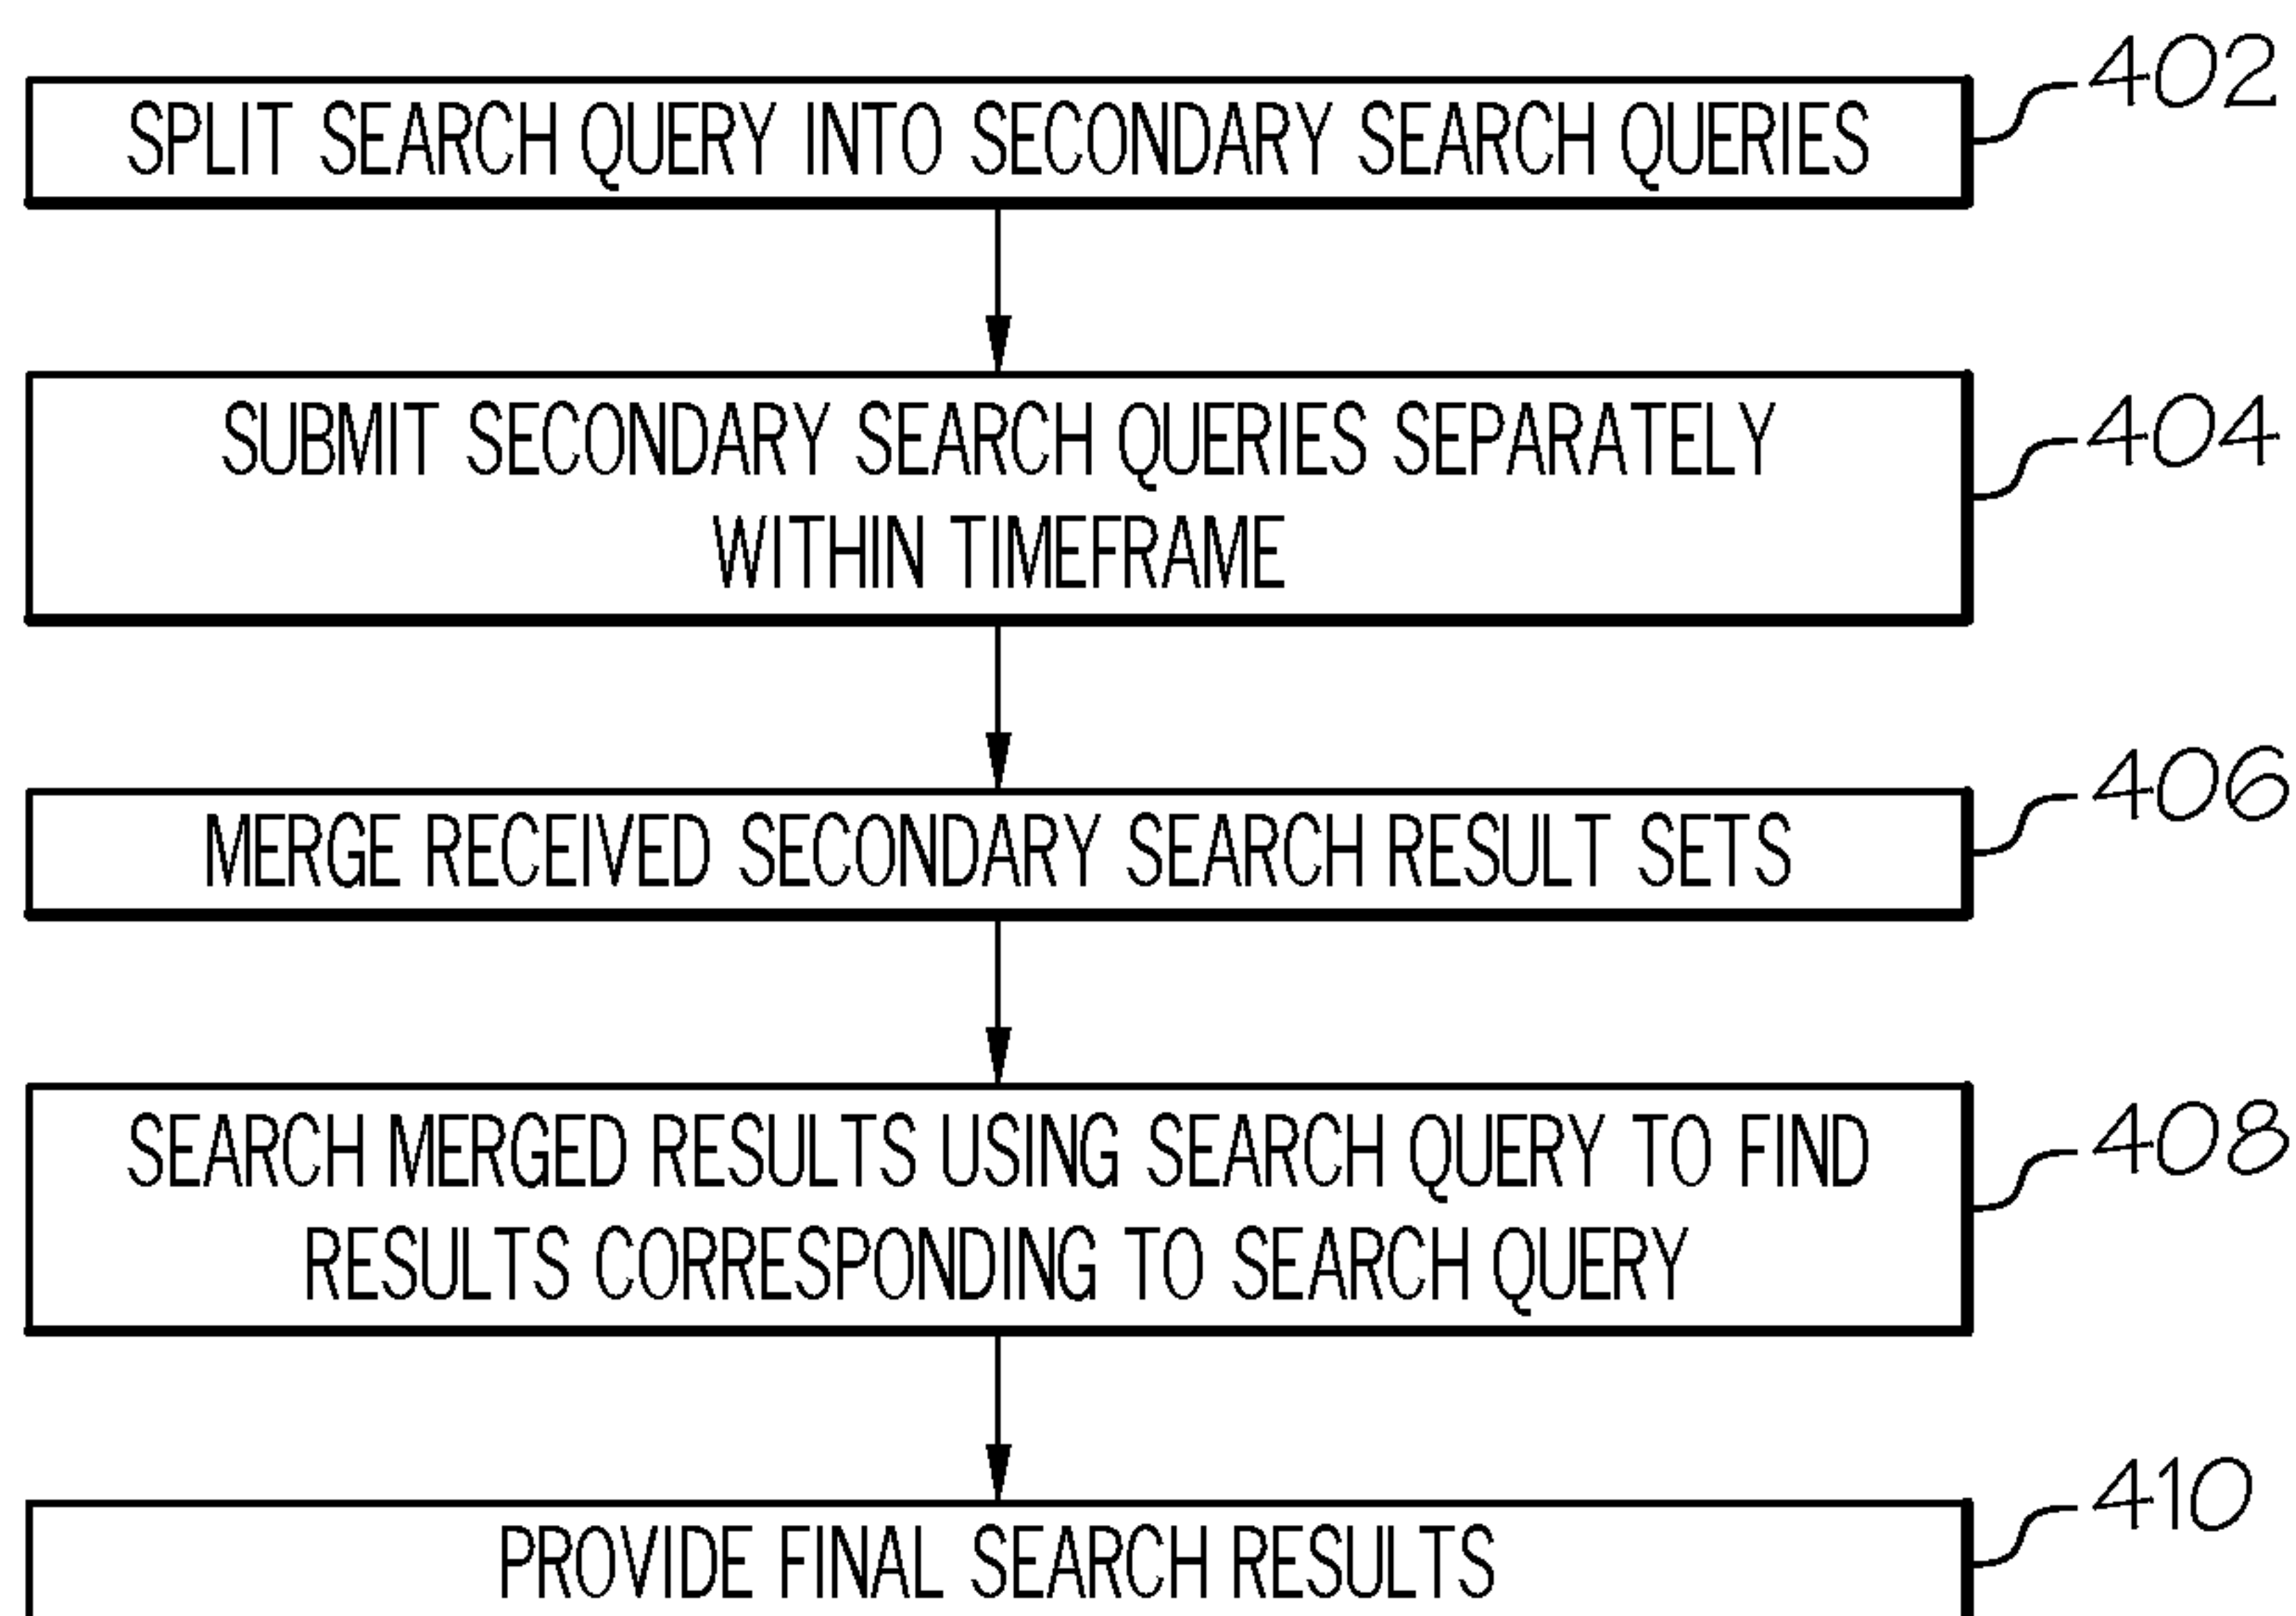 402
SPLIT SEARCH QUERY INTO SECONDARY SEARCH QUERIES
404
SUBMIT SECONDARY SEARCH QUERIES SEPARATELY
WITHIN TIMEFRAME
406
MERGE RECEIVED SECONDARY SEARCH RESULT SETS
408
SEARCH MERGED RESULTS USING SEARCH QUERY TO FIND
RESULTS CORRESPONDING TO SEARCH QUERY
410
PROVIDE FINAL SEARCH RESULTS